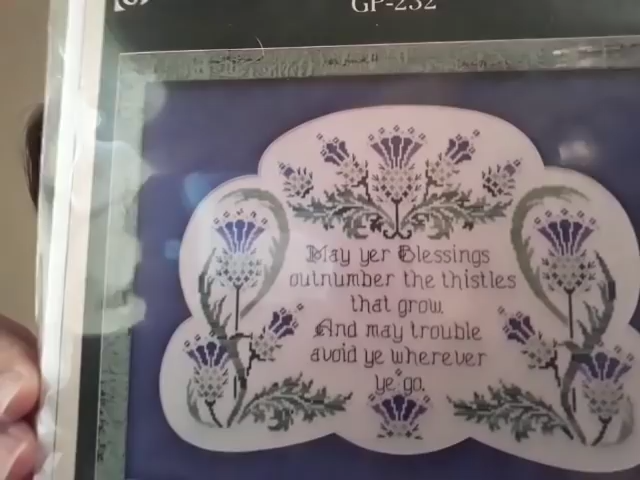 GP-232
May yer Blessings
outnumber the thistles
that grow.
And may trouble
avoid ye wherever
ye go.